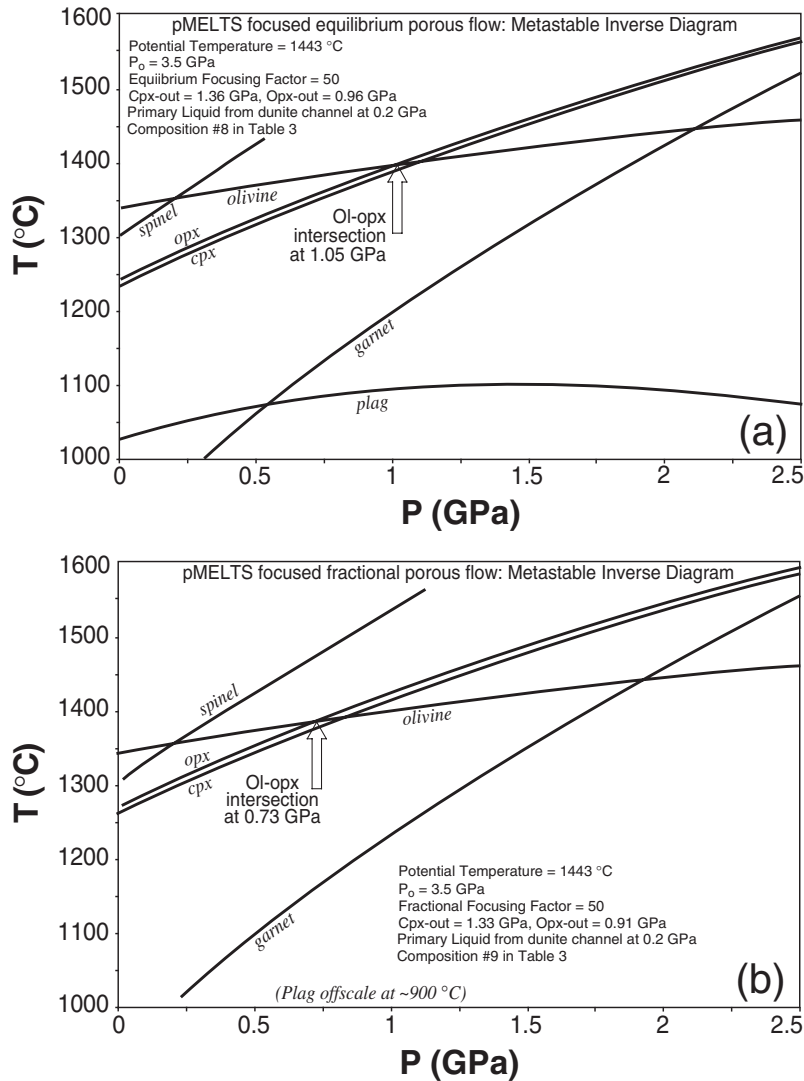 pMELTS focused equilibrium porous flow: Metastable Inverse Diagram
Potential Temperature = 1443 °C
Po = 3.5 GPa
Equiibrium Focusing Factor = 50
Cpx-out = 1.36 GPa, Opx-out = 0.96 GPa
Primary Liquid from dunite channel at 0.2 GPa
Composition #8 in Table 3
1600
1500
1400
1300
1200
1100
1000
T (°C)
spinel
olivine
opx
cpx
Ol-opx
intersection
at 1.05 GPa
garnet
plag
(a)
0
0.5
1
1.5
2
2.5
P (GPa)
pMELTS focused fractional porous flow: Metastable Inverse Diagram
1600
1500
1400
1300
1200
1100
1000
T (°C)
spinel
olivine
opx
cpx
Ol-opx
intersection
at 0.73 GPa
garnet
Potential Temperature = 1443 °C
Po = 3.5 GPa
Fractional Focusing Factor = 50
Cpx-out = 1.33 GPa, Opx-out = 0.91 GPa
Primary Liquid from dunite channel at 0.2 GPa
Composition #9 in Table 3
(Plag offscale at ~900 °C)
(b)
0
0.5
1
1.5
2
2.5
P (GPa)